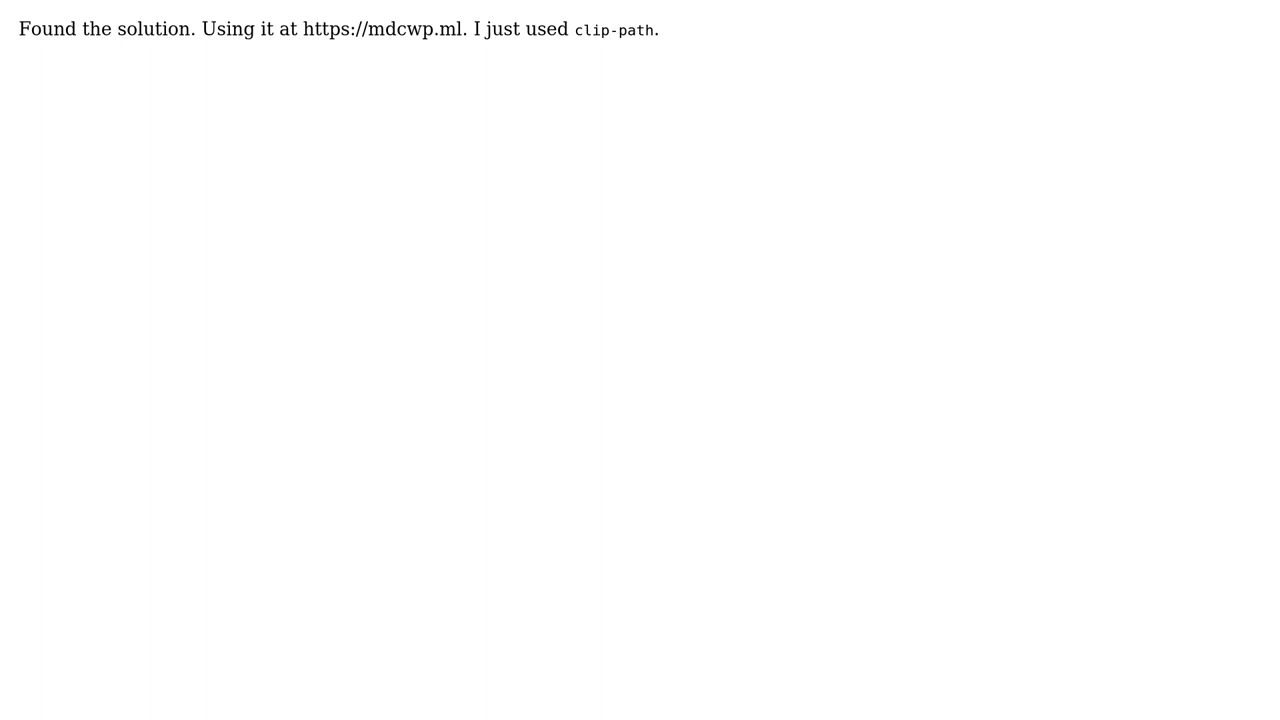 Found the solution. Using it at https://mdcwp.ml. I just used clip-path.